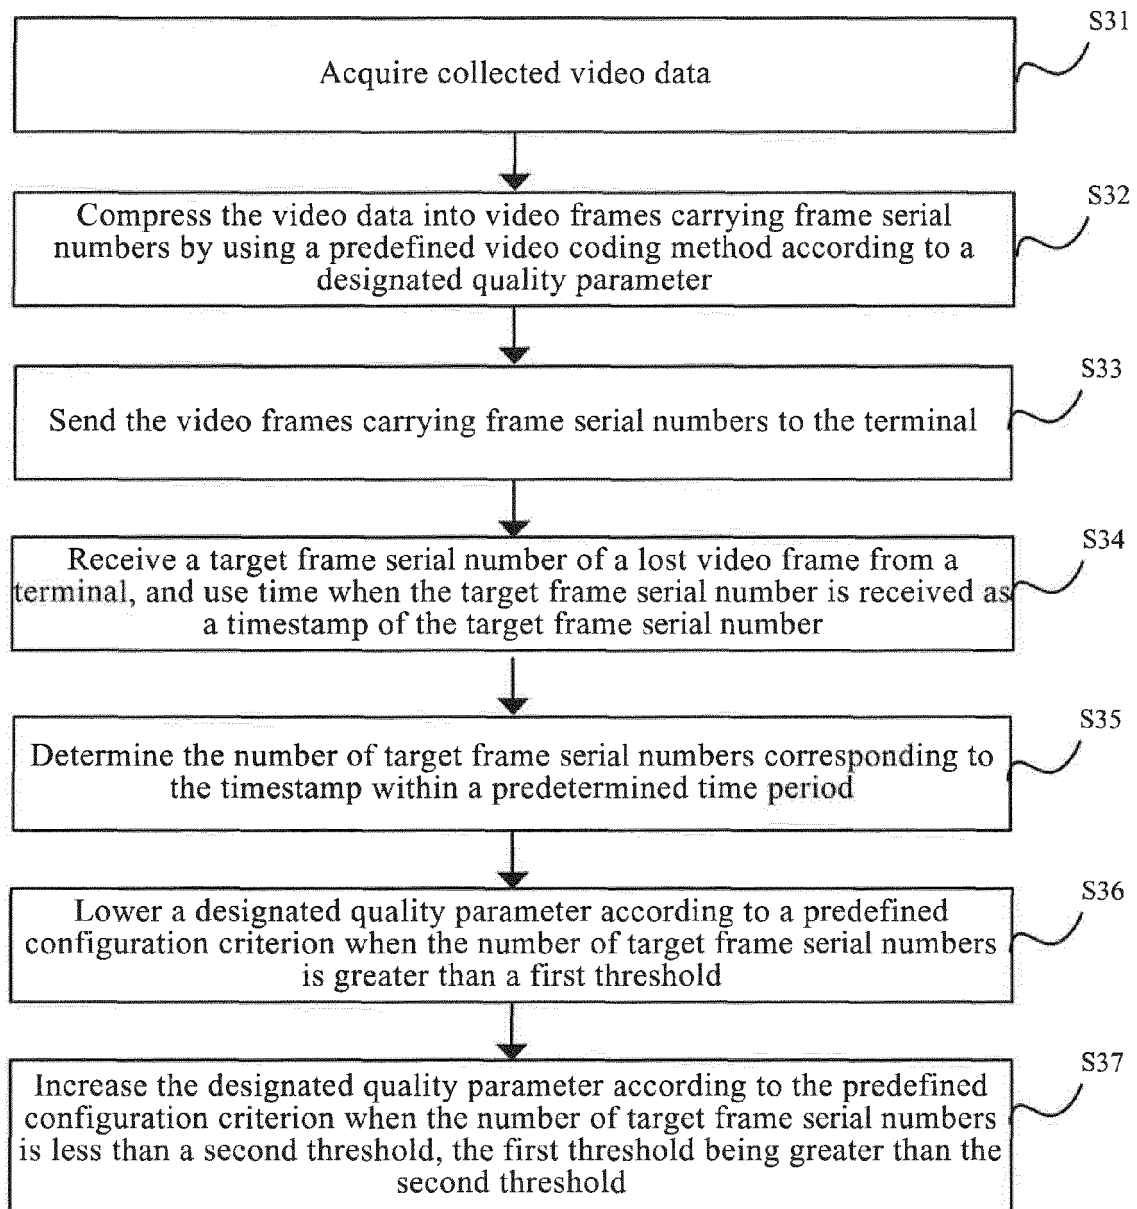 S31
Acquire collected video data
S32
Compress the video data into video frames carrying frame serial
numbers by using a predefined video coding method according to a
designated quality parameter
S33
Send the video frames carrying frame serial numbers to the terminal
S34
Receive a target frame serial number of a lost video frame from a
terminal, and use time when the target frame serial number is received as
a timestamp of the target frame serial number
S35
Determine the number of target frame serial numbers corresponding to
the timestamp within a predetermined time period
S36
Lower a designated quality parameter according to a predefined
configuration criterion when the number of target frame serial numbers
is greater than a first threshold
S37
Increase the designated quality parameter according to the predefined
configuration criterion when the number of target frame serial numbers
is less than a second threshold, the first threshold being greater than the
second threshold